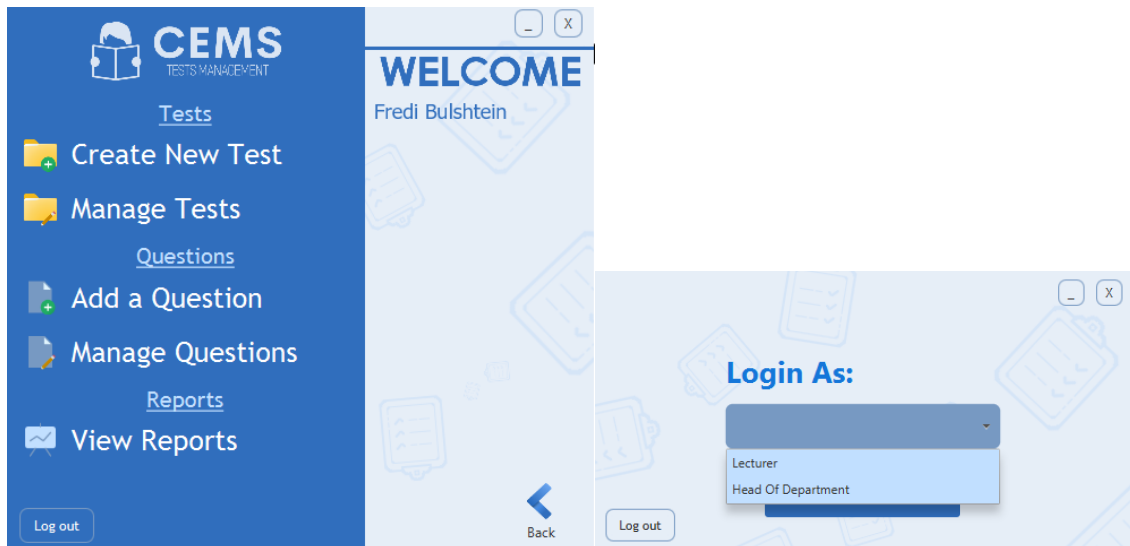 CEMS
TESTS MANAGEMENT
Tests
Create New Test
Manage Tests
Questions
Add a Question
Manage Questions
Reports
View Reports
Log out
_ X
WELCOME
Fredi Bulshtein
Back
_ X
Login As:
Lecturer
Head Of Department
Log out